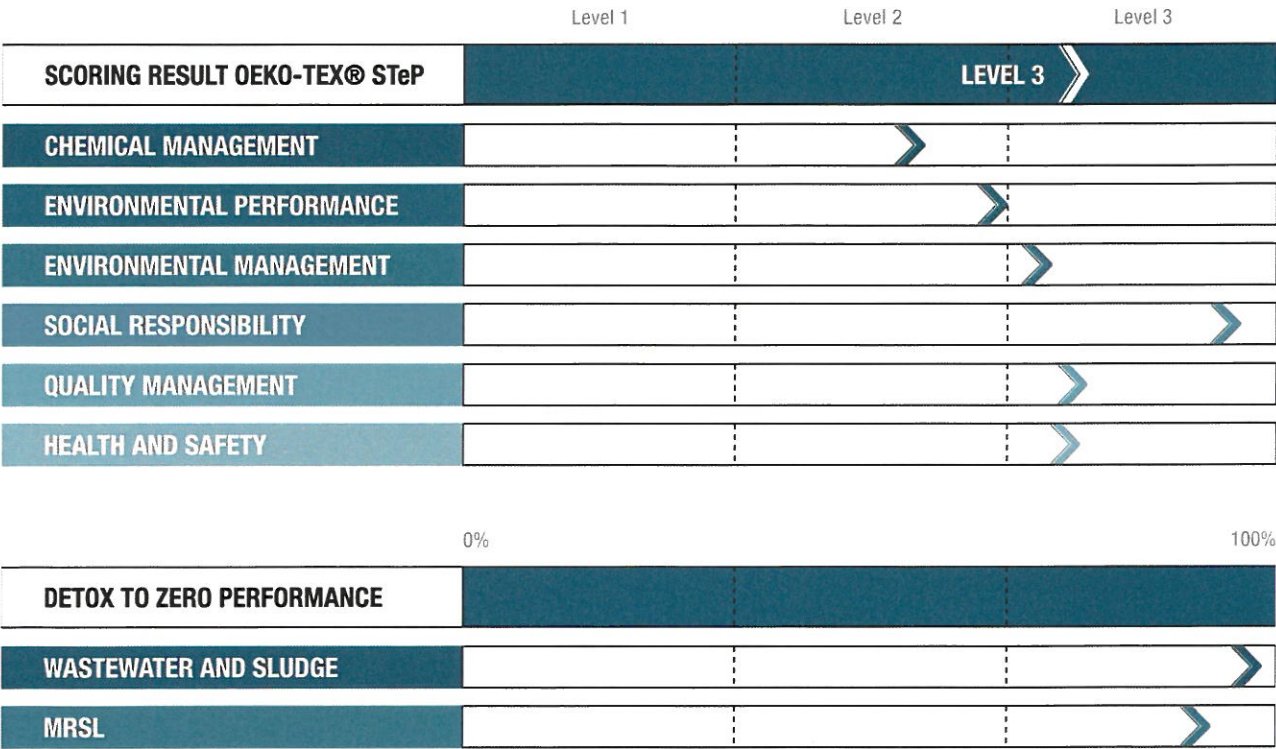 Level 1 Level 2 Level 3
SCORING RESULT OEKO-TEX® STeP LEVEL 3
CHEMICAL MANAGEMENT
ENVIRONMENTAL PERFORMANCE
ENVIRONMENTAL MANAGEMENT
SOCIAL RESPONSIBILITY
QUALITY MANAGEMENT
HEALTH AND SAFETY
0% 100%
DETOX TO ZERO PERFORMANCE
WASTEWATER AND SLUDGE
MRSL